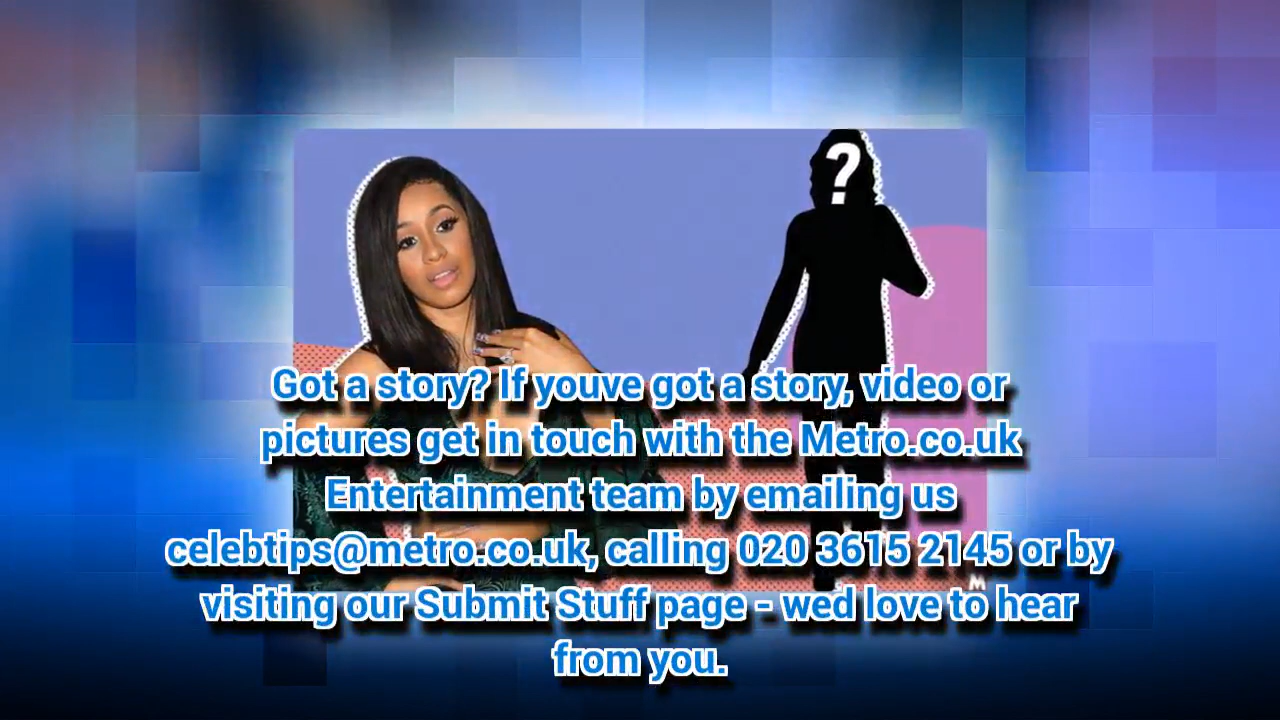 ?
Got a story? If youve got a story, video or
pictures get in touch with the Metro.co.uk
Entertainment team by emailing us
celebtips@metro.co.uk, calling 020 3615 2145 or by
M
visiting our Submit Stuff page - wed love to hear
from you.